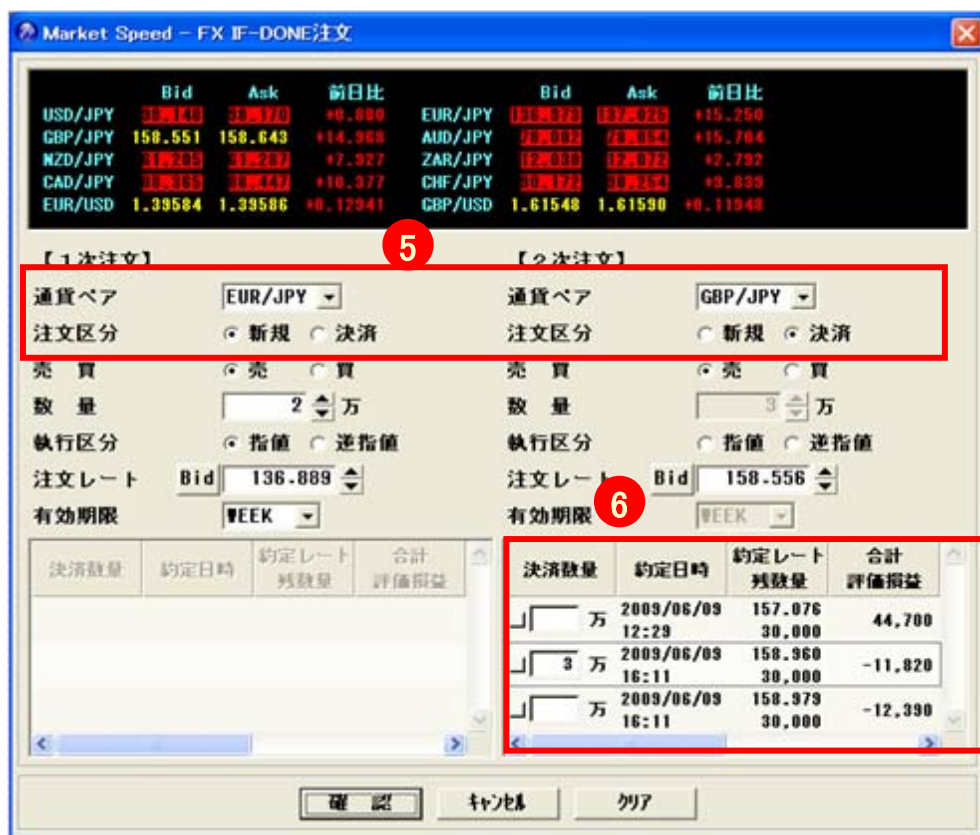 Market Speed – FX IF-DONE注文
Bid Ask 前日比 Bid Ask 前日比
USD/JPY +0.880 EUR/JPY +15.250
GBP/JPY 158.551 158.643 +14.368 AUD/JPY +15.704
NZD/JPY +7.327 ZAR/JPY +2.792
CAD/JPY +10.377 CHF/JPY
EUR/USD 1.39584 1.39586 +0.12941 GBP/USD 1.61548 1.61590 +0.11948
5
【1次注文】 【2次注文】
通貨ペア EUR/JPY 通貨ペア GBP/JPY
注文区分 新規 決済 注文区分 新規 決済
売 買 売 買 売 買 売 買
数 量 2 万 数 量 3 万
執行区分 指値 逆指値 執行区分 指値 逆指値
注文レート Bid 136.889 注文レート Bid 158.556
6
有効期限 WEEK 有効期限 WEEK
決済数量 約定日時 約定レート 残数量 合計 評価損益 決済数量 約定日時 約定レート 残数量 合計 評価損益
万 2009/06/09 157.076 44,700
12:29 30,000
3 万 2009/06/09 158.960 -11,820
16:11 30,000
万 2009/06/09 158.979 -12,390
16:11 30,000
確 認 キャンセル クリア